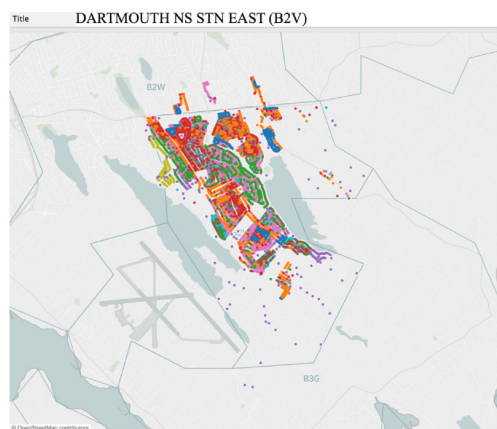 Title DARTMOUTH NS STN EAST (B2V)
B2W
B3G
© OpenStreetMap contributors